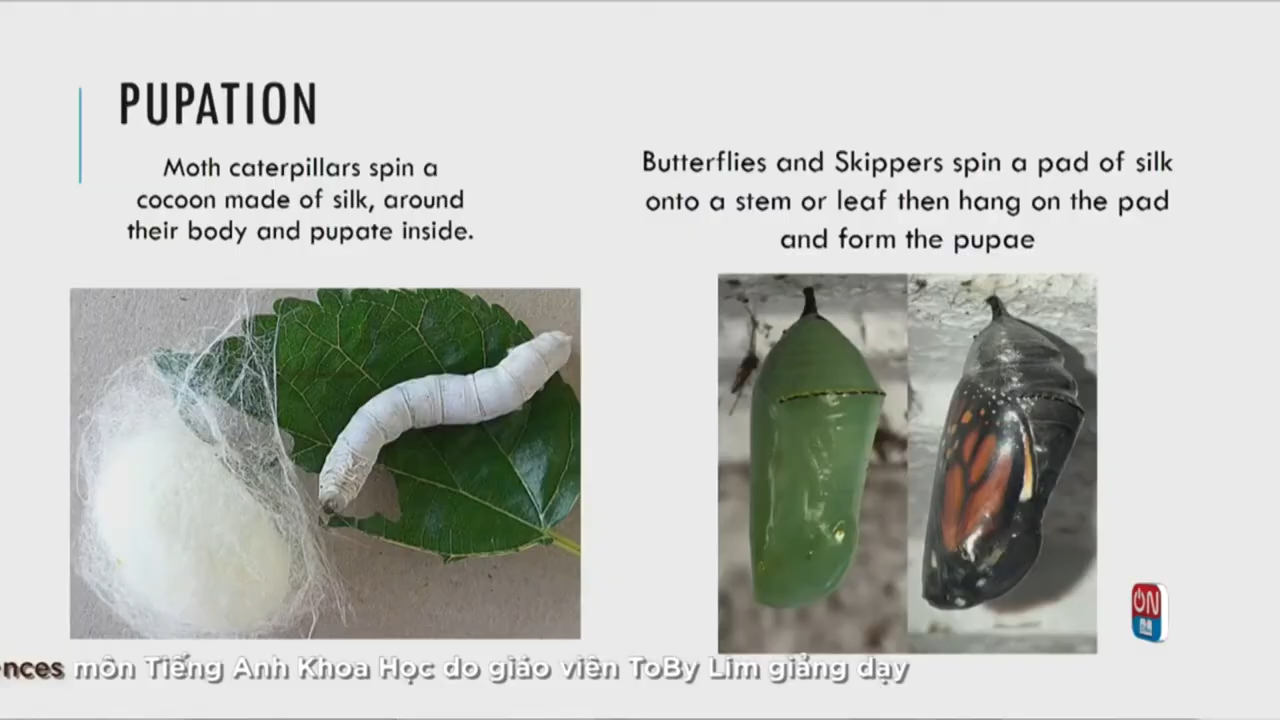 PUPATION
Moth caterpillars spin a
cocoon made of silk, around
their body and pupate inside.
Butterflies and Skippers spin a pad of silk
onto a stem or leaf then hang on the pad
and form the pupae
ON
ences môn Tiếng Anh Khoa Học do giáo viên ToBy Lim giảng dạy